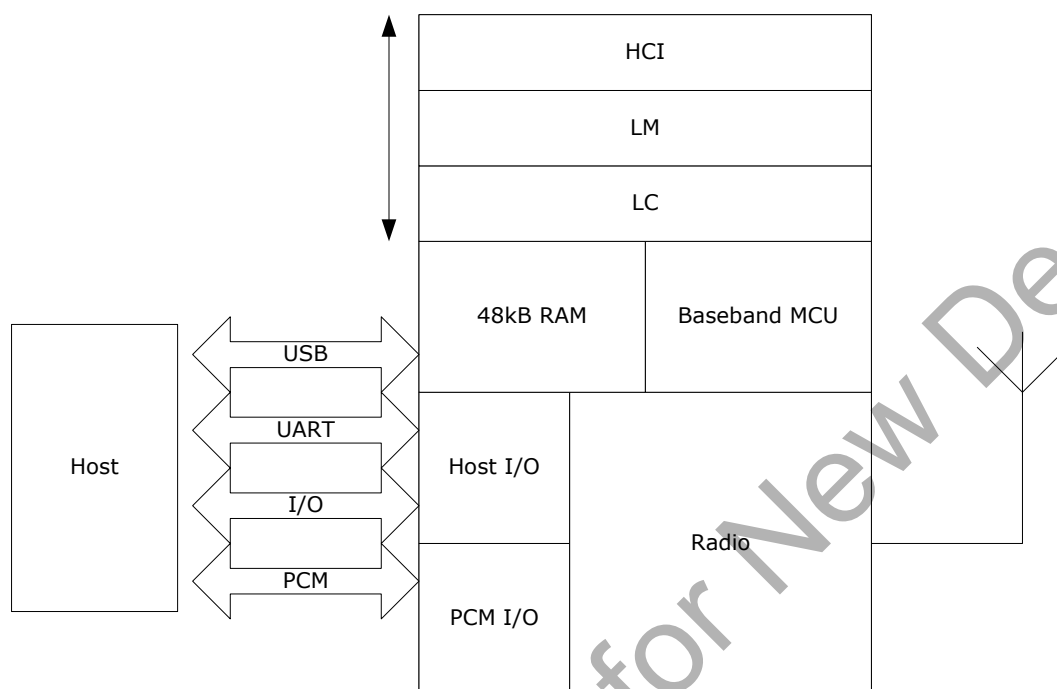 HCI
LM
LC
48kB RAM
Baseband MCU
USB
UART
Host
Host I/O
I/O
Radio
PCM
PCM I/O
for New De